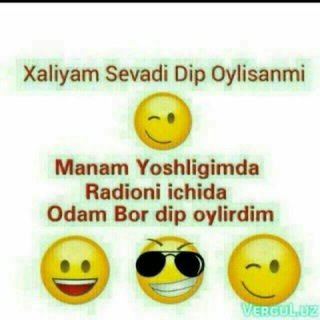 Xaliyam Sevadi Dip Oylisanmi
Manam Yoshligimda
Radioni ichida
Odam Bor dip oylirdim
VERGUL.UZ